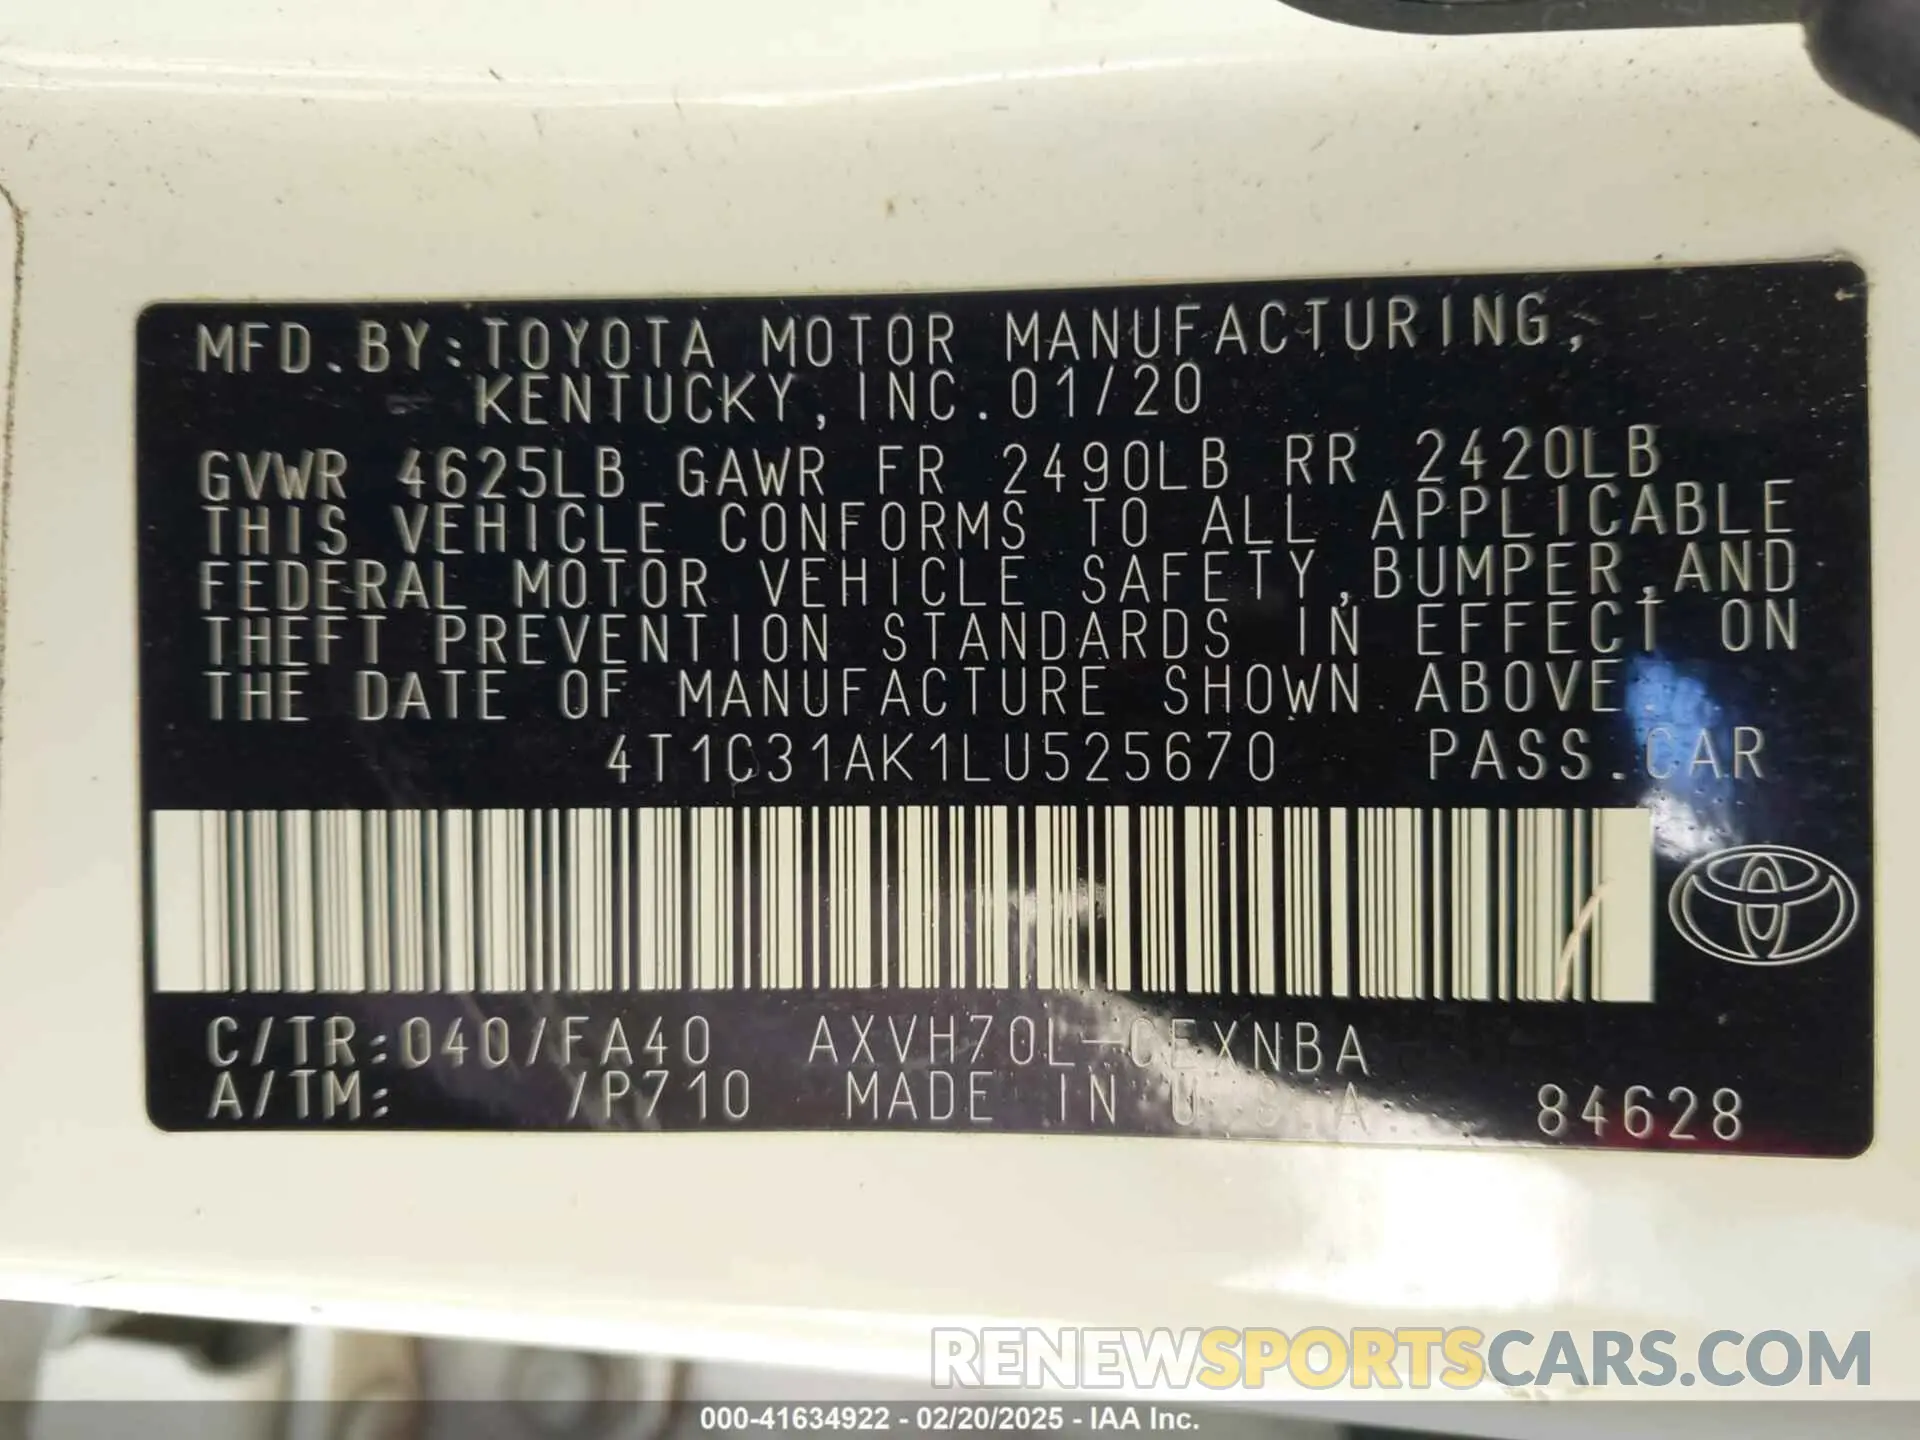 MFD.BY:TOYOTA MOTOR MANUFACTURING,
KENTUCKY, INC.01/20
GVWR 4625LB GAWR FR 2490LB RR 2420LB
THIS VEHICLE CONFORMS TO ALL APPLICABLE
FEDERAL MOTOR VEHICLE SAFETY,BUMPER,AND
THEFT PREVENTION STANDARDS IN EFFECT ON
THE DATE OF MANUFACTURE SHOWN ABOVE.
4T1C31AK1LU525670 PASS.CAR
C/TR:040/FA40 AXVH70L-CEXNBA
A/TM: /P710 MADE IN U.S.A. 84628
RENEWSPORTSCARS.COM
000-41634922 - 02/20/2025 - IAA Inc.